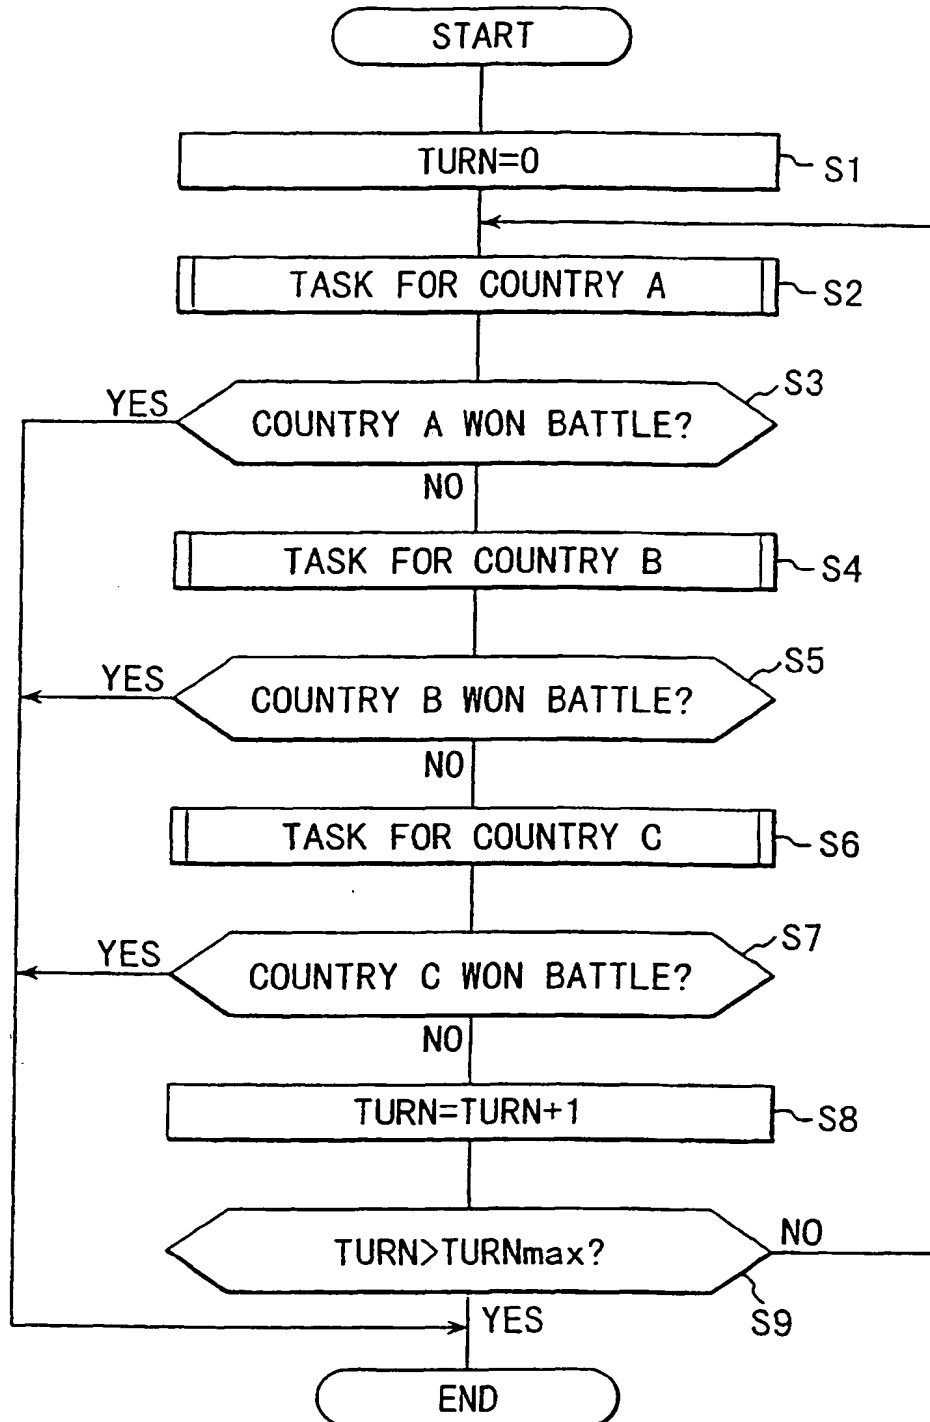 START
TURN=0
S1
TASK FOR COUNTRY A
S2
S3
YES
COUNTRY A WON BATTLE?
NO
TASK FOR COUNTRY B
S4
S5
YES
COUNTRY B WON BATTLE?
NO
TASK FOR COUNTRY C
S6
S7
YES
COUNTRY C WON BATTLE?
NO
TURN=TURN+1
S8
NO
TURN>TURNmax?
S9
YES
END